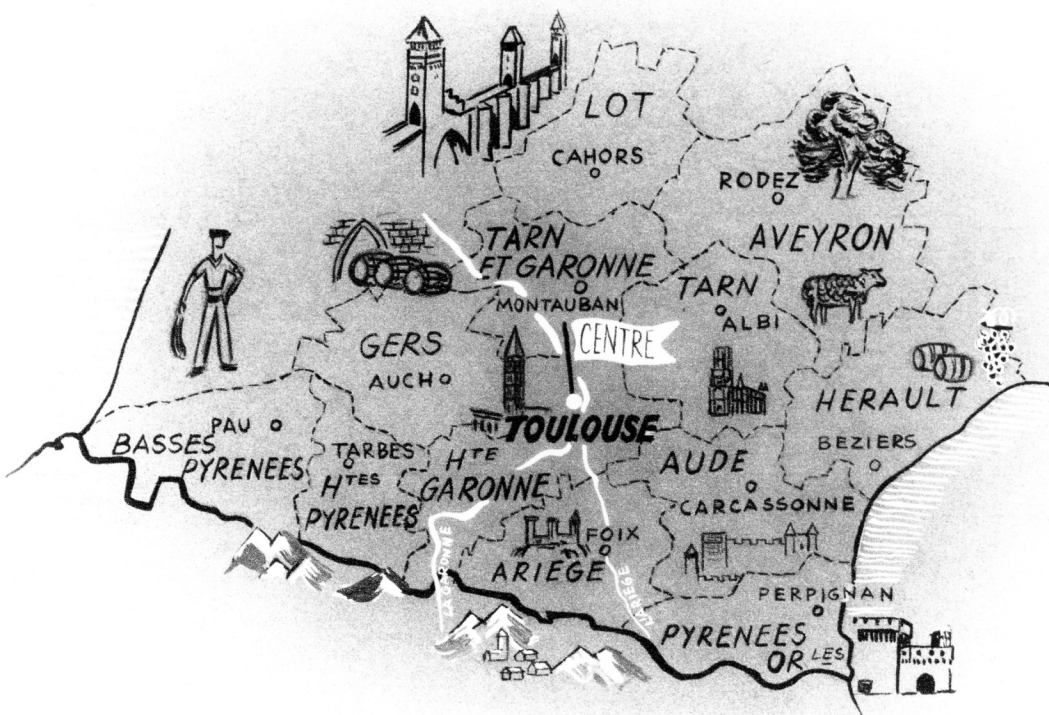 LOT
CAHORS
RODEZ
AVEYRON
TARN
ET GARONNE
MONTAUBAN
TARN
ALBI
CENTRE
GERS
AUCH
TOULOUSE
HERAULT
BEZIERS
PAU
BASSES
PYRENEES
TARBES
HTES
PYRENEES
HTE
GARONNE
AUDE
CARCASSONNE
FOIX
ARIEGE
LA GARONNE
L'ARIEGE
PERPIGNAN
PYRENEES
OR LES